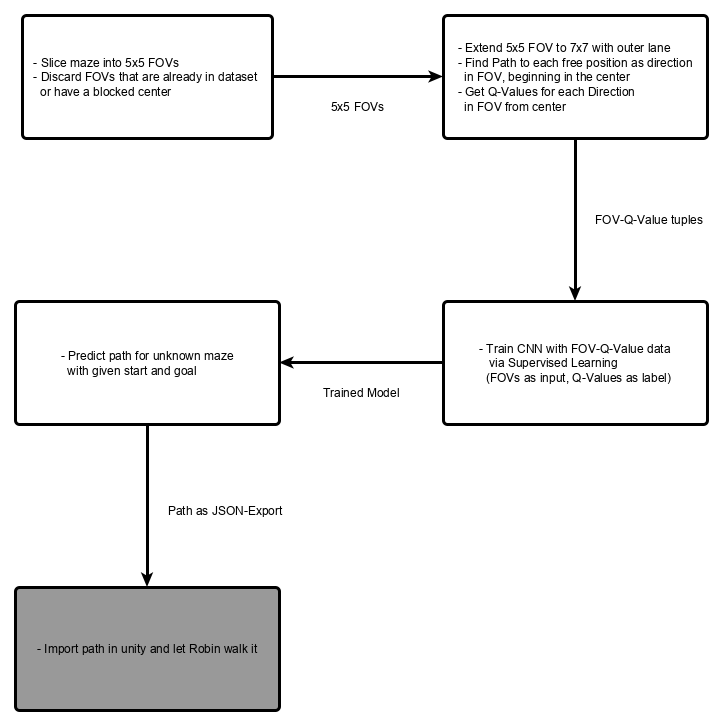 - Slice maze into 5x5 FOVs
- Discard FOVs that are already in dataset
or have a blocked center
5x5 FOVs
- Extend 5x5 FOV to 7x7 with outer lane
- Find Path to each free position as direction
in FOV, beginning in the center
- Get Q-Values for each Direction
in FOV from center
FOV-Q-Value tuples
- Train CNN with FOV-Q-Value data
via Supervised Learning
(FOVs as input, Q-Values as label)
Trained Model
- Predict path for unknown maze
with given start and goal
Path as JSON-Export
- Import path in unity and let Robin walk it